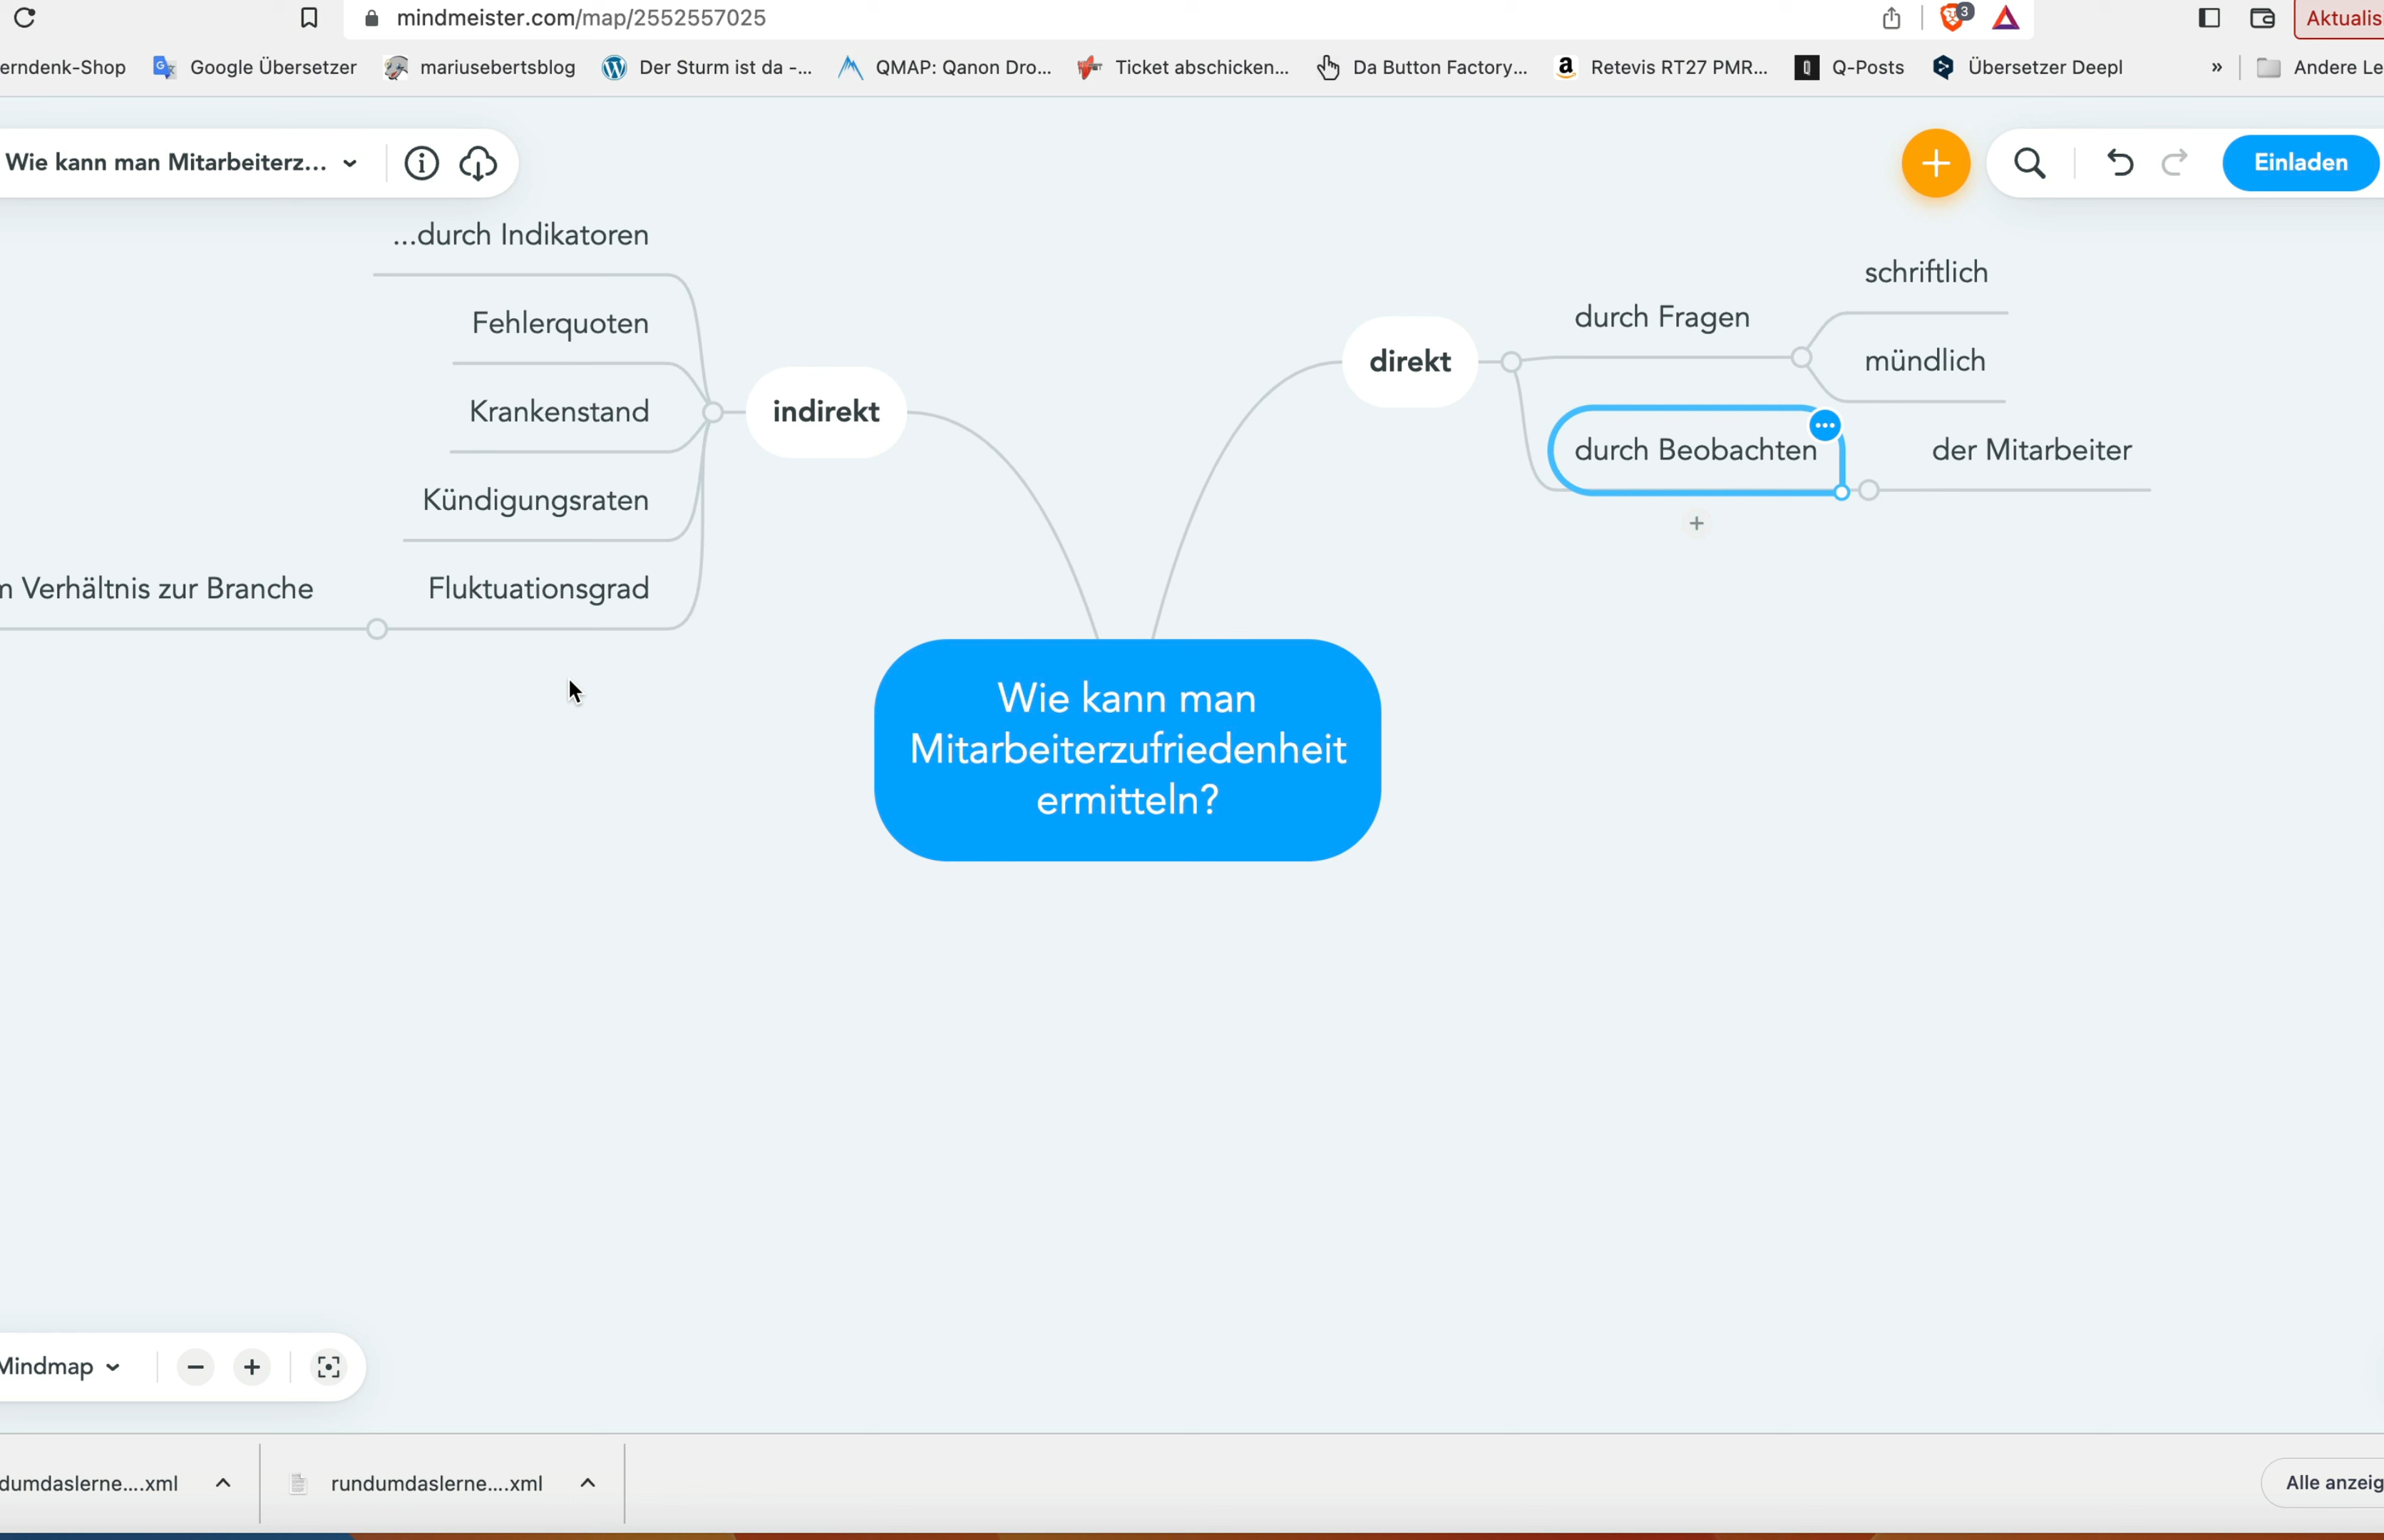 mindmeister.com/map/2552557025
3
Aktualis
erndenk-Shop
Google Übersetzer
mariusebertsblog
Der Sturm ist da -...
QMAP: Qanon Dro...
Ticket abschicken...
Da Button Factory...
a
Retevis RT27 PMR...
Q-Posts
Übersetzer Deepl
»
Andere Le
Wie kann man Mitarbeiterz...
Einladen
...durch Indikatoren
Fehlerquoten
Krankenstand
Kündigungsraten
Fluktuationsgrad
m Verhältnis zur Branche
indirekt
direkt
durch Fragen
schriftlich
mündlich
durch Beobachten
der Mitarbeiter
Wie kann man
Mitarbeiterzufriedenheit
ermitteln?
Mindmap
dumdaslerne....xml
rundumdaslerne....xml
Alle anzeig